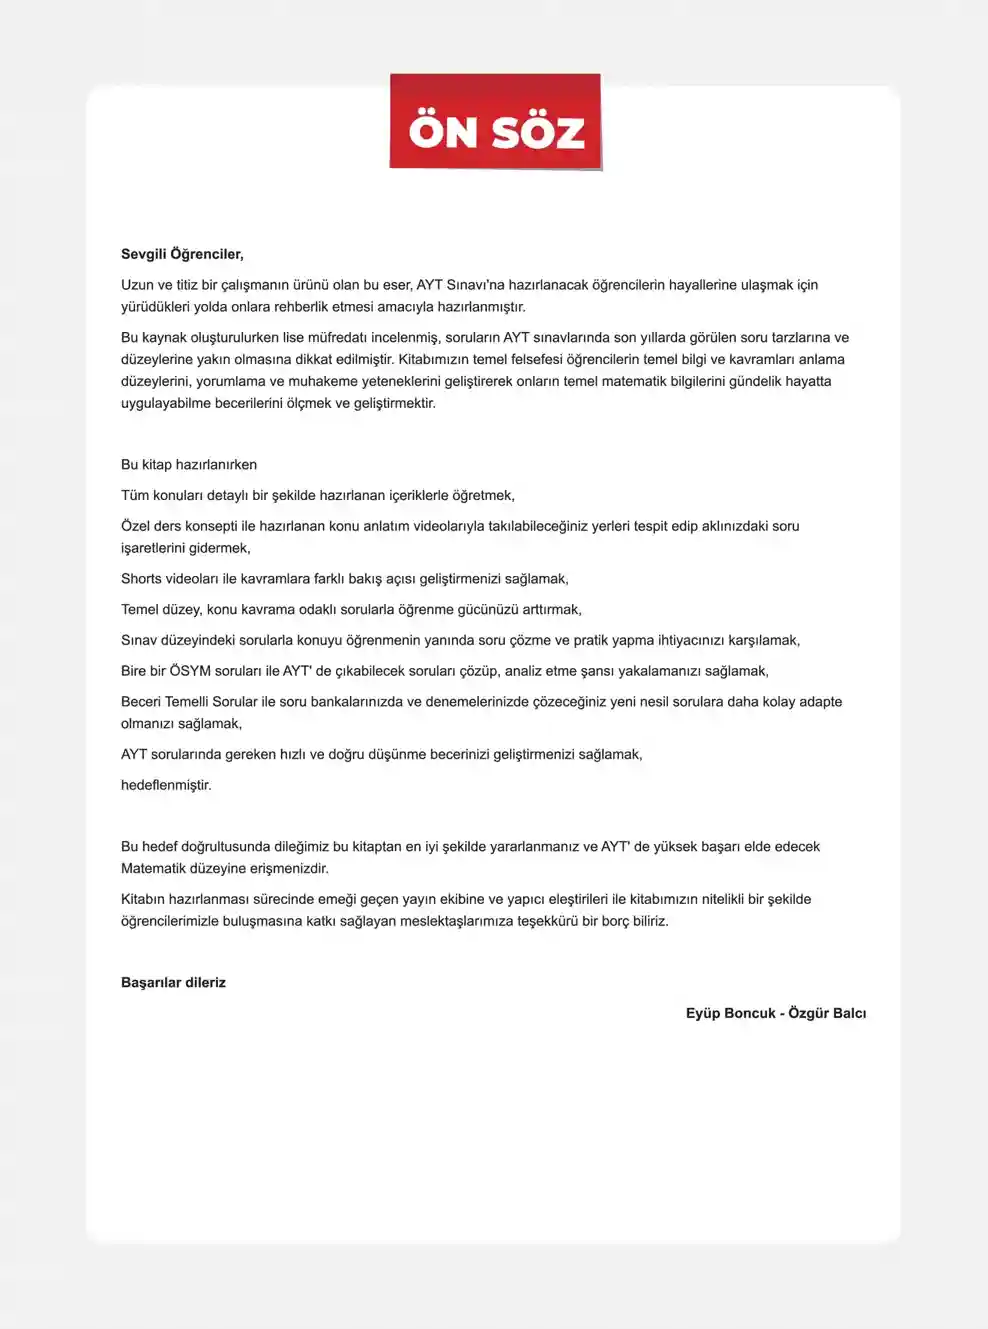 ÖN SÖZ
Sevgili Öğrenciler,
Uzun ve titiz bir çalışmanın ürünü olan bu eser, AYT Sınavı'na hazırlanacak öğrencilerin hayallerine ulaşmak için
yürüdükleri yolda onlara rehberlik etmesi amacıyla hazırlanmıştır.
Bu kaynak oluşturulurken lise müfredatı incelenmiş, soruların AYT sınavlarında son yıllarda görülen soru tarzlarına ve
düzeylerine yakın olmasına dikkat edilmiştir. Kitabımızın temel felsefesi öğrencilerin temel bilgi ve kavramları anlama
düzeylerini, yorumlama ve muhakeme yeteneklerini geliştirerek onların temel matematik bilgilerini gündelik hayatta
uygulayabilme becerilerini ölçmek ve geliştirmektir.
Bu kitap hazırlanırken
Tüm konuları detaylı bir şekilde hazırlanan içeriklerle öğretmek,
Özel ders konsepti ile hazırlanan konu anlatım videolarıyla takılabileceğiniz yerleri tespit edip aklınızdaki soru
işaretlerini gidermek,
Shorts videoları ile kavramlara farklı bakış açısı geliştirmenizi sağlamak,
Temel düzey, konu kavrama odaklı sorularla öğrenme gücünüzü arttırmak,
Sınav düzeyindeki sorularla konuyu öğrenmenin yanında soru çözme ve pratik yapma ihtiyacınızı karşılamak,
Bire bir ÖSYM soruları ile AYT' de çıkabilecek soruları çözüp, analiz etme şansı yakalamanızı sağlamak,
Beceri Temelli Sorular ile soru bankalarınızda ve denemelerinizde çözeceğiniz yeni nesil sorulara daha kolay adapte
olmanızı sağlamak,
AYT sorularında gereken hızlı ve doğru düşünme becerinizi geliştirmenizi sağlamak,
hedeflenmiştir.
Bu hedef doğrultusunda dileğimiz bu kitaptan en iyi şekilde yararlanmanız ve AYT' de yüksek başarı elde edecek
Matematik düzeyine erişmenizdir.
Kitabın hazırlanması sürecinde emeği geçen yayın ekibine ve yapıcı eleştirileri ile kitabımızın nitelikli bir şekilde
öğrencilerimizle buluşmasına katkı sağlayan meslektaşlarımıza teşekkürü bir borç biliriz.
Başarılar dileriz
Eyüp Boncuk - Özgür Balcı